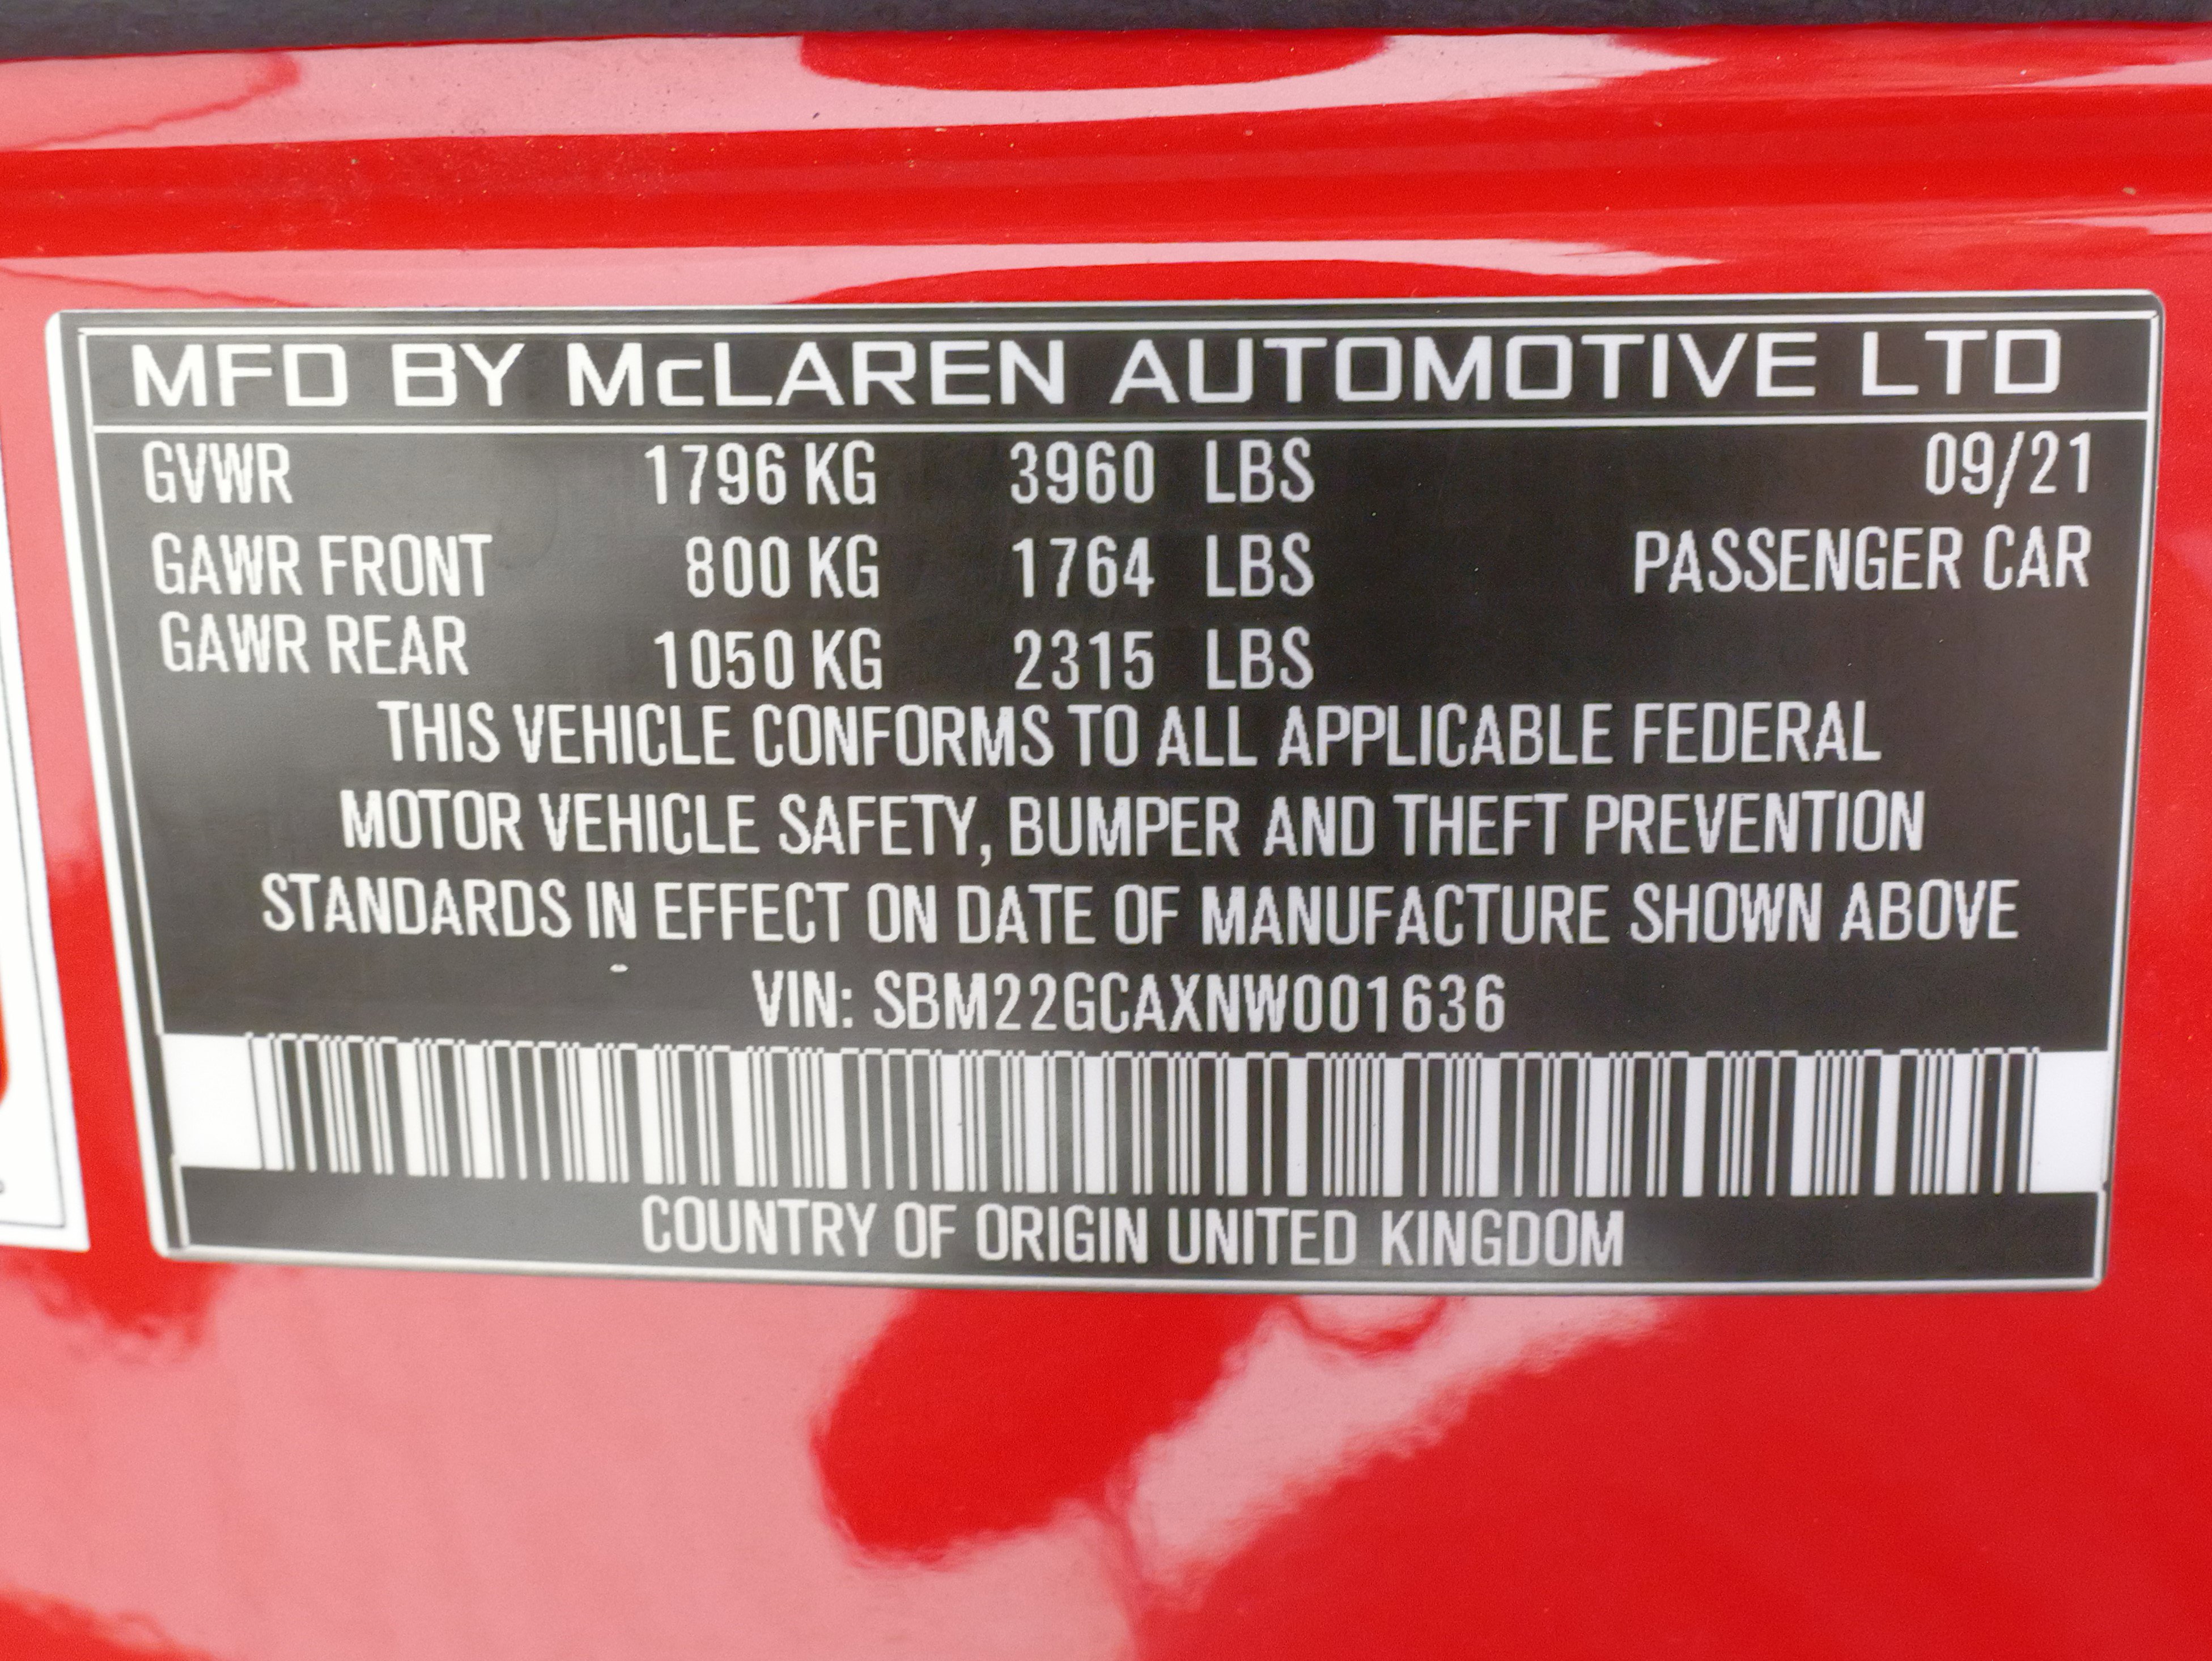 MFD BY McLAREN AUTOMOTIVE LTD
GVWR 1796 KG 3960 LBS 09/21
GAWR FRONT 800 KG 1764 LBS PASSENGER CAR
GAWR REAR 1050 KG 2315 LBS
THIS VEHICLE CONFORMS TO ALL APPLICABLE FEDERAL
MOTOR VEHICLE SAFETY, BUMPER AND THEFT PREVENTION
STANDARDS IN EFFECT ON DATE OF MANUFACTURE SHOWN ABOVE
VIN: SBM22GCAXNW001636
COUNTRY OF ORIGIN UNITED KINGDOM